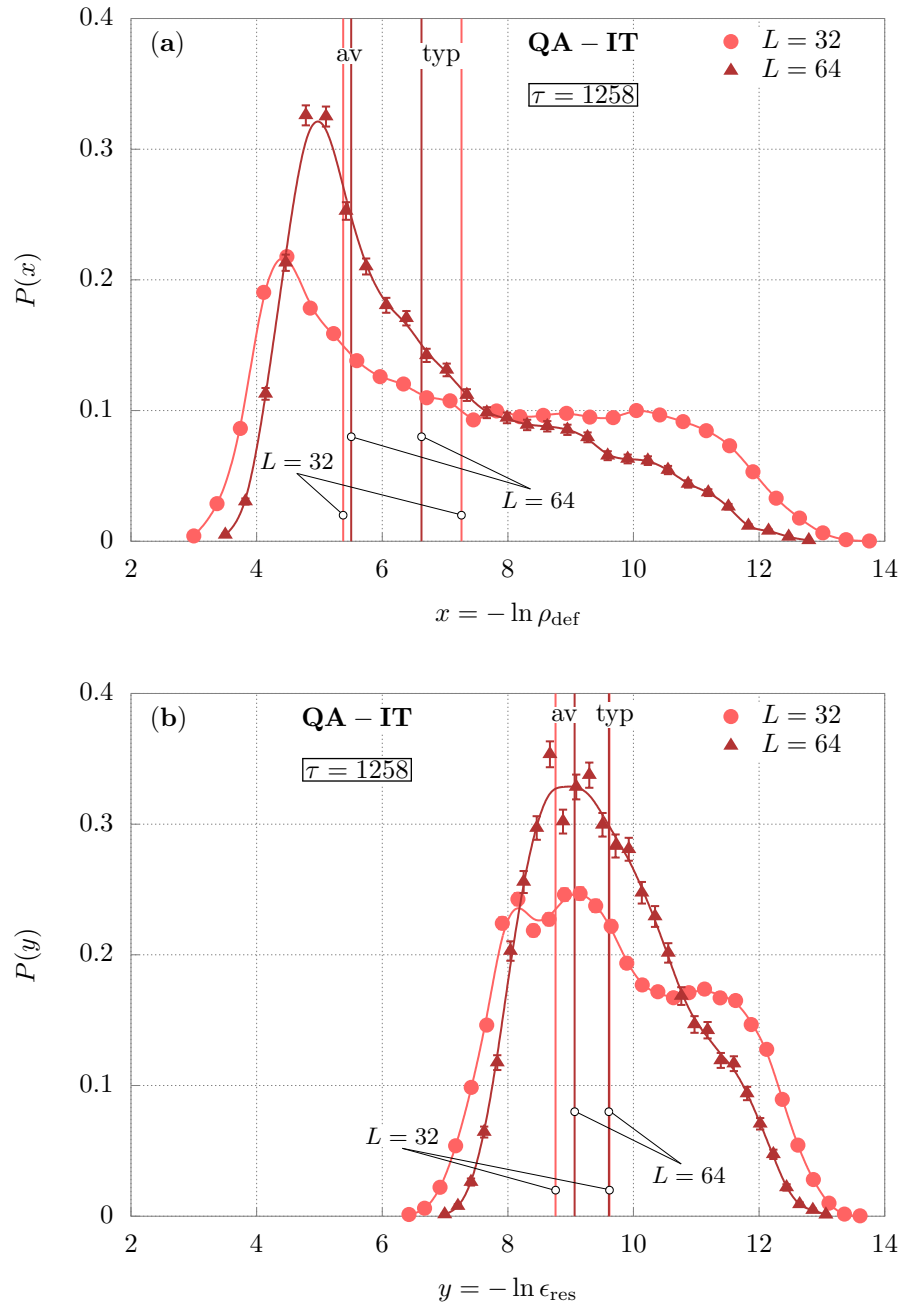 0.4
(a)
QA – IT
L = 32
av
typ
L = 64
τ = 1258
0.3
P(x)
0.2
0.1
L = 32
L = 64
0
2
4
6
8
10
12
14
x = − ln ρdef
0.4
(b)
QA – IT
L = 32
av
typ
L = 64
τ = 1258
0.3
P(y)
0.2
0.1
L = 32
L = 64
0
2
4
6
8
10
12
14
y = − ln ϵres